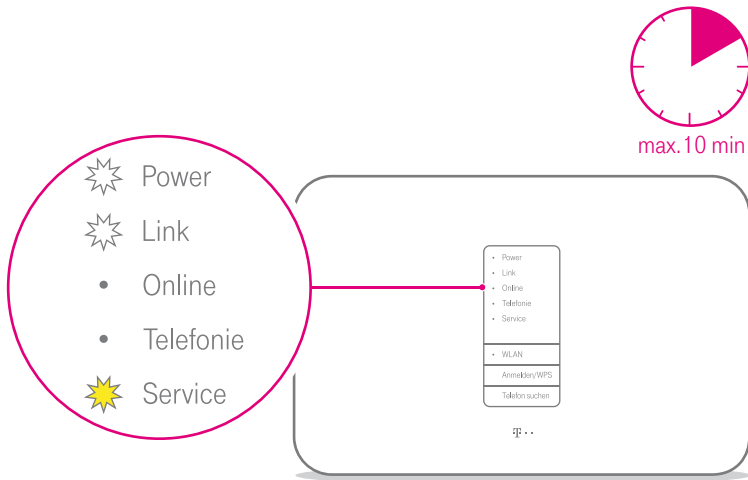 max.10 min
Power
Link
Online
Telefonie
Service
Power
Link
Online
Telefonie
Service
WLAN
Anmelden/WPS
Telefon suchen
T